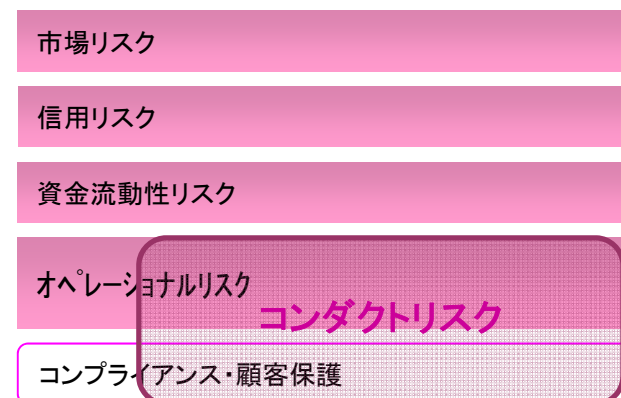 市場リスク
信用リスク
資金流動性リスク
オペレーショナルリスク
コンダクトリスク
コンプライアンス・顧客保護